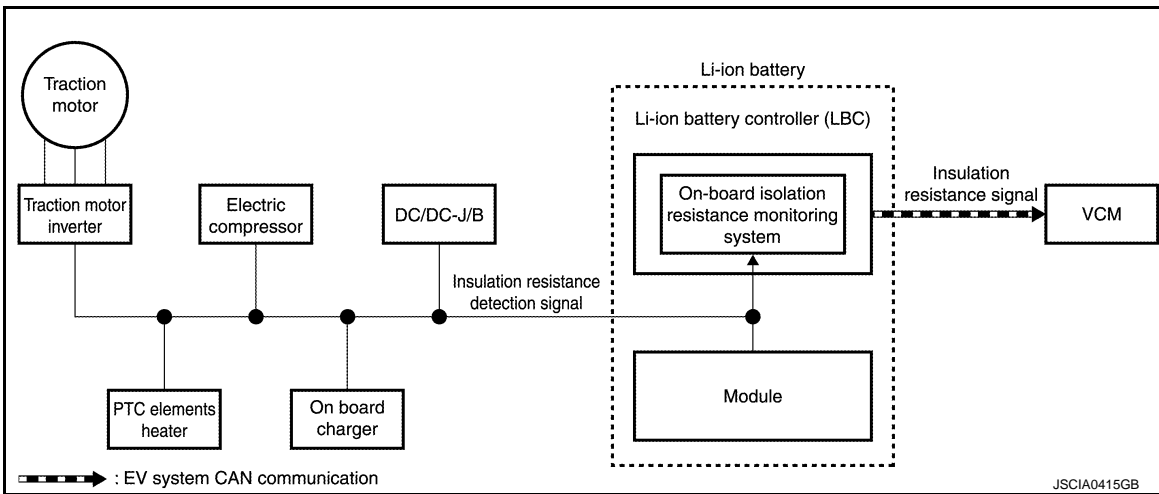 Traction
motor
Traction motor
inverter
Electric
compressor
DC/DC-J/B
Insulation resistance
detection signal
PTC elements
heater
On board
charger
Li-ion battery
Li-ion battery controller (LBC)
On-board isolation
resistance monitoring
system
Module
Insulation
resistance signal
VCM
: EV system CAN communication
JSCIA0415GB